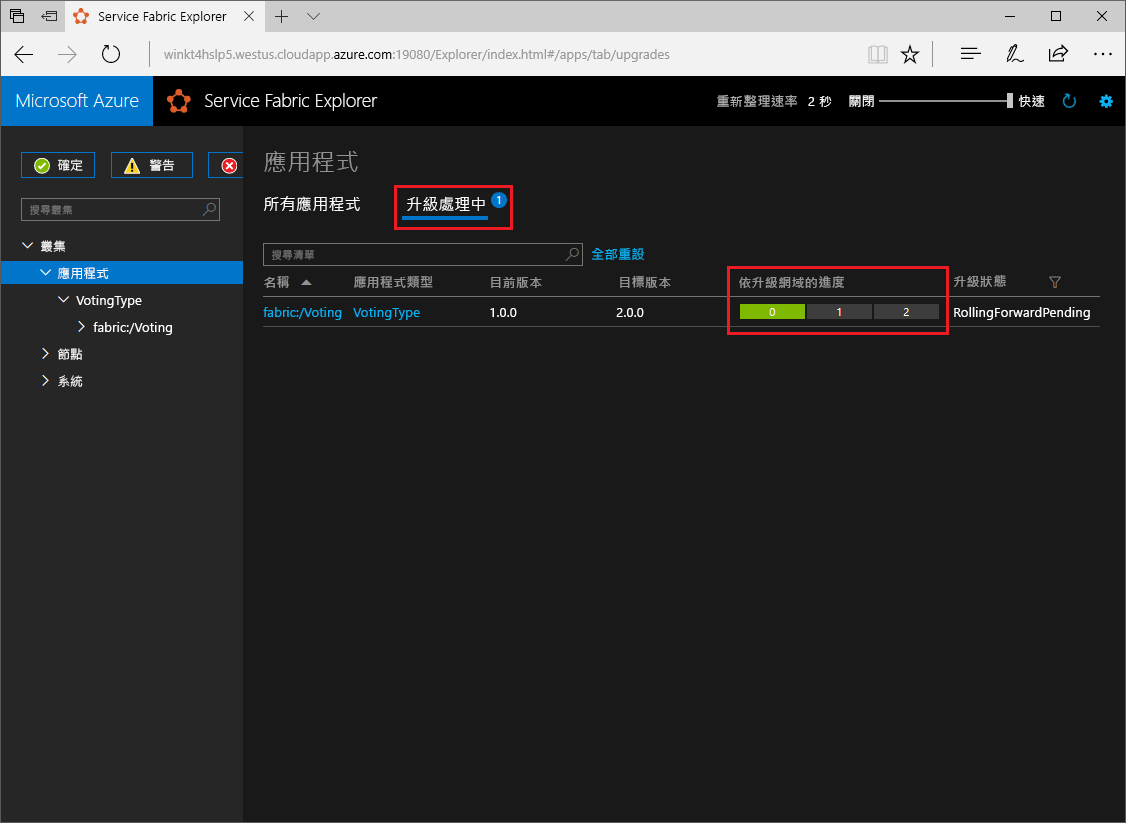 Service Fabric Explorer
winkt4hslp5.westus.cloudapp.azure.com:19080/Explorer/index.html#/apps/tab/upgrades
Microsoft Azure
Service Fabric Explorer
重新整理速率 2 秒 關閉 快速
確定
警告
搜尋叢集
叢集
應用程式
VotingType
fabric:/Voting
節點
系統
應用程式
所有應用程式
升級處理中 1
搜尋清單
全部重設
名稱 應用程式類型 目前版本 目標版本 依升級網域的進度 升級狀態
fabric:/Voting VotingType 1.0.0 2.0.0 0 1 2 RollingForwardPending